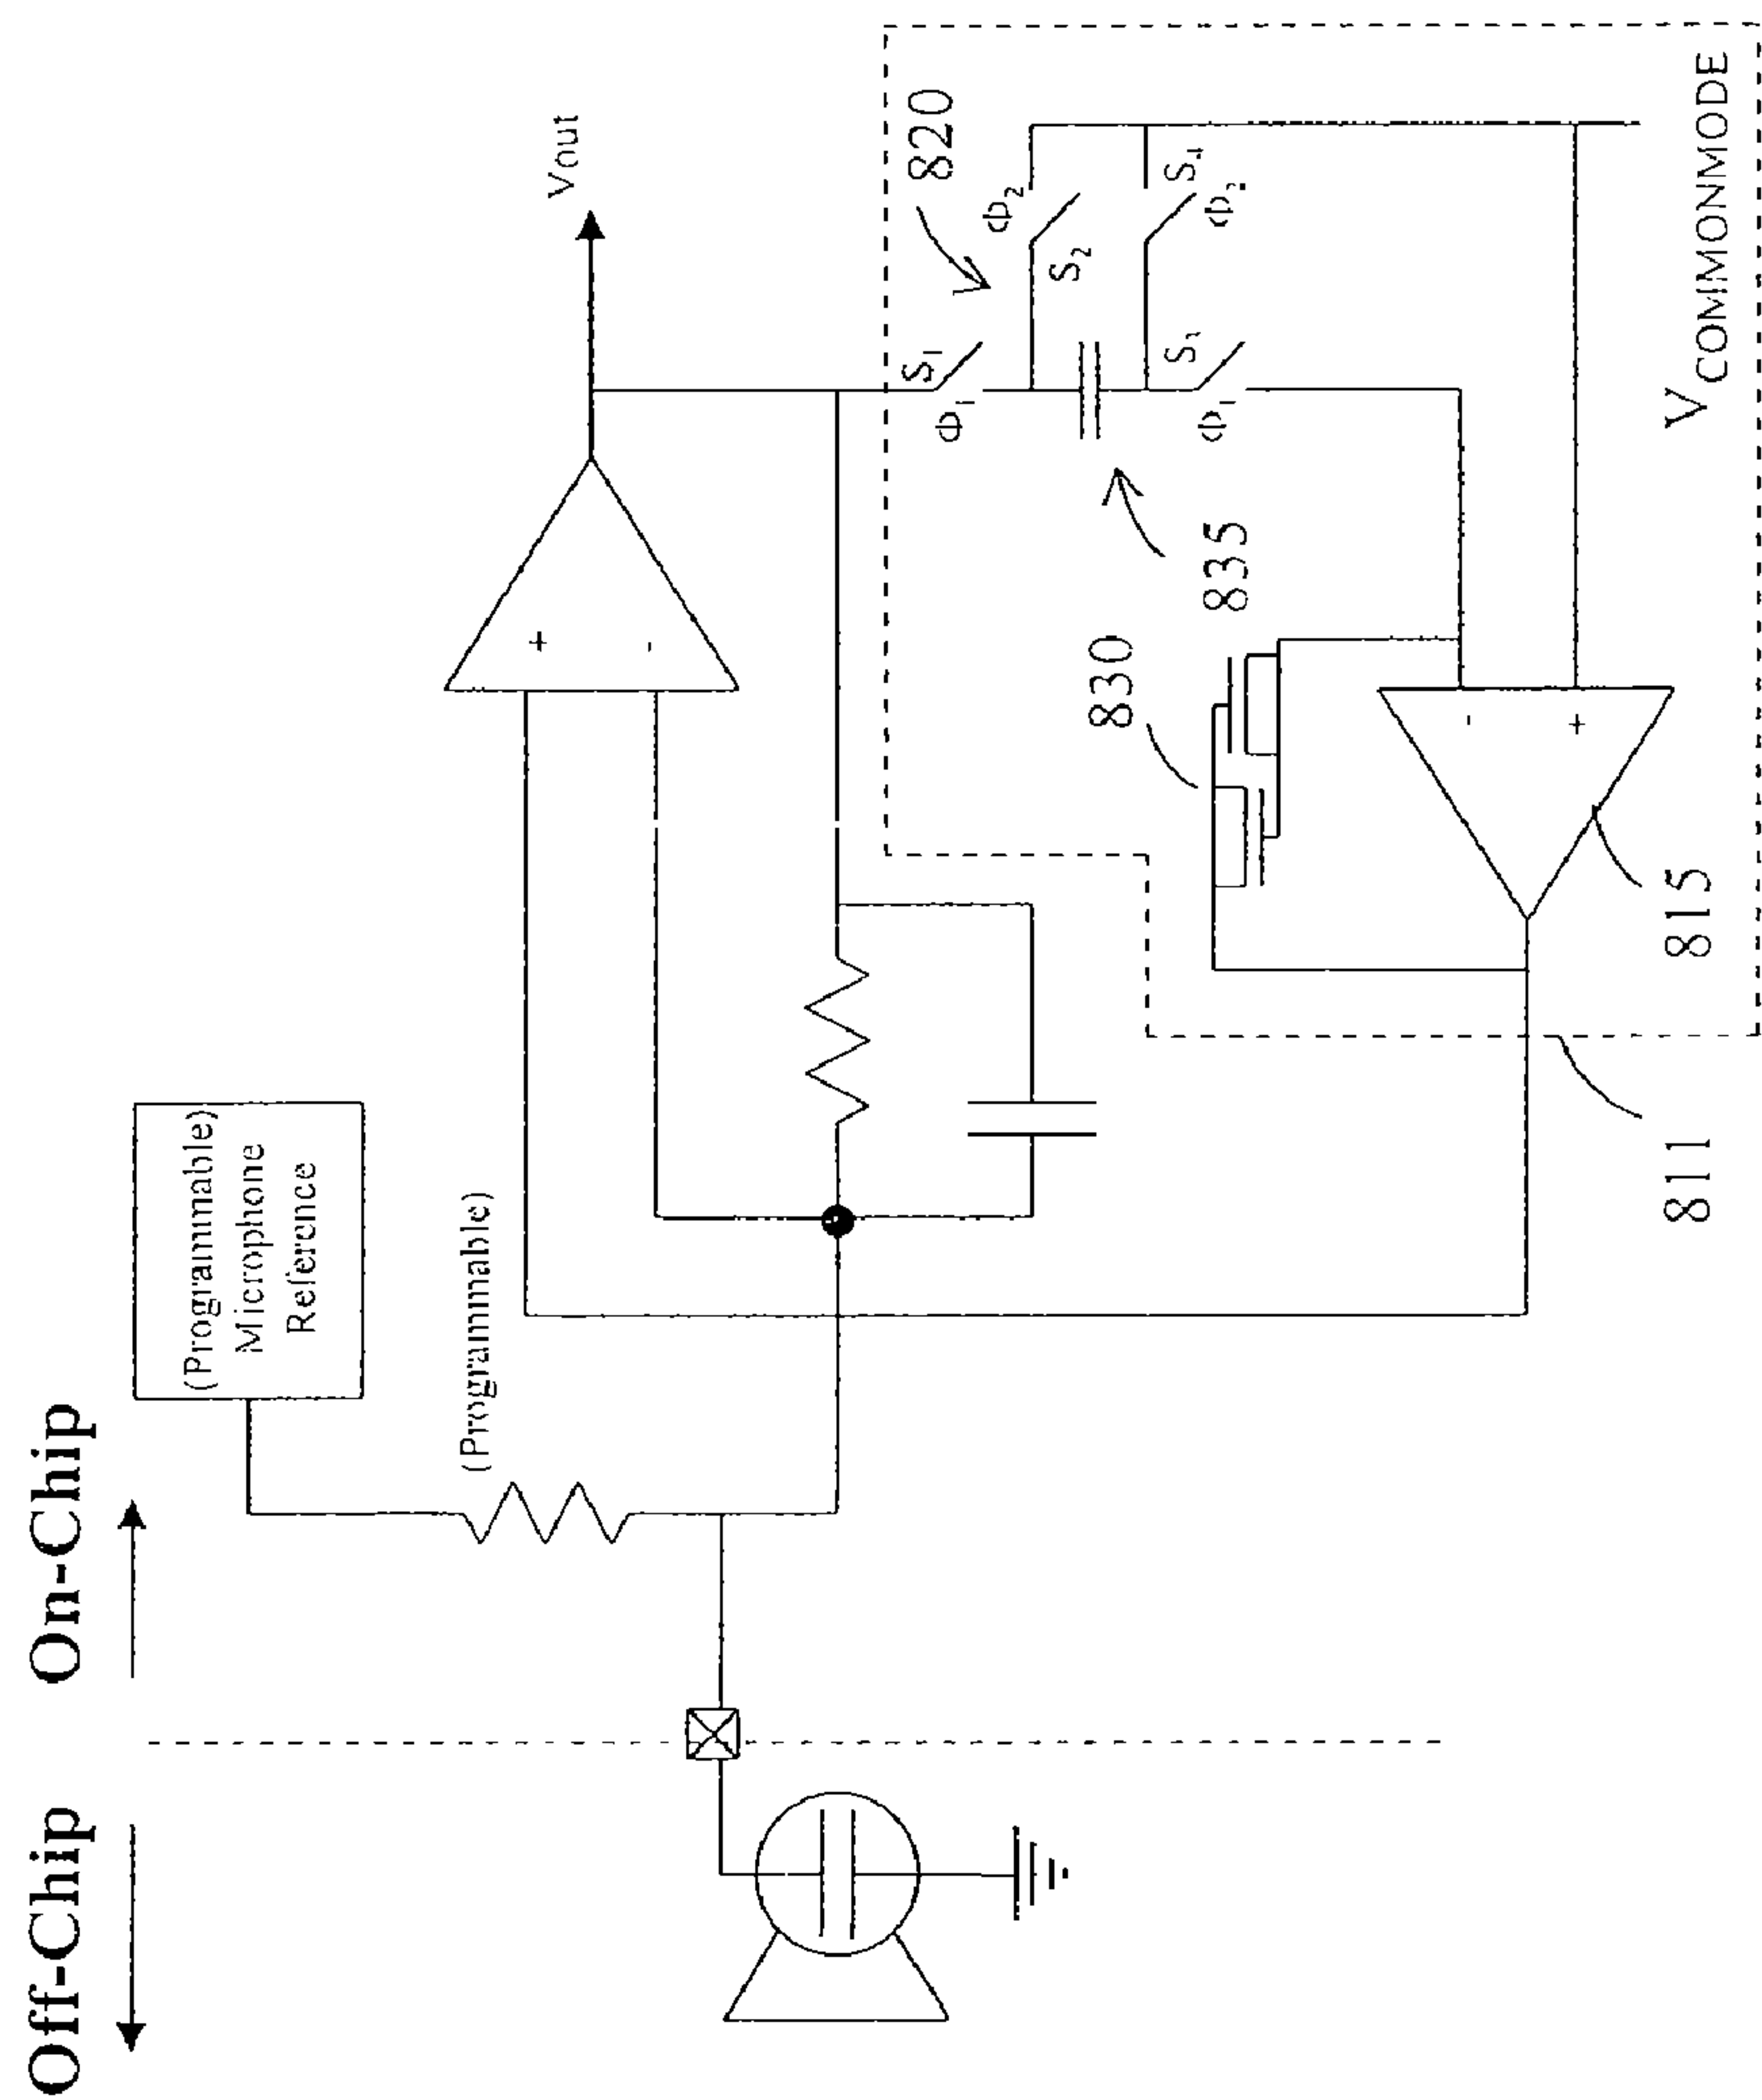 Off-Chip
On-Chip
(Programmable)
Microphone
Reference
(Programmable)
Vout
+
-
S1
Φ1
820
Φ2
S2
S4
Φ2
S3
Φ1
835
830
-
+
815
811
VCOMMONMODE